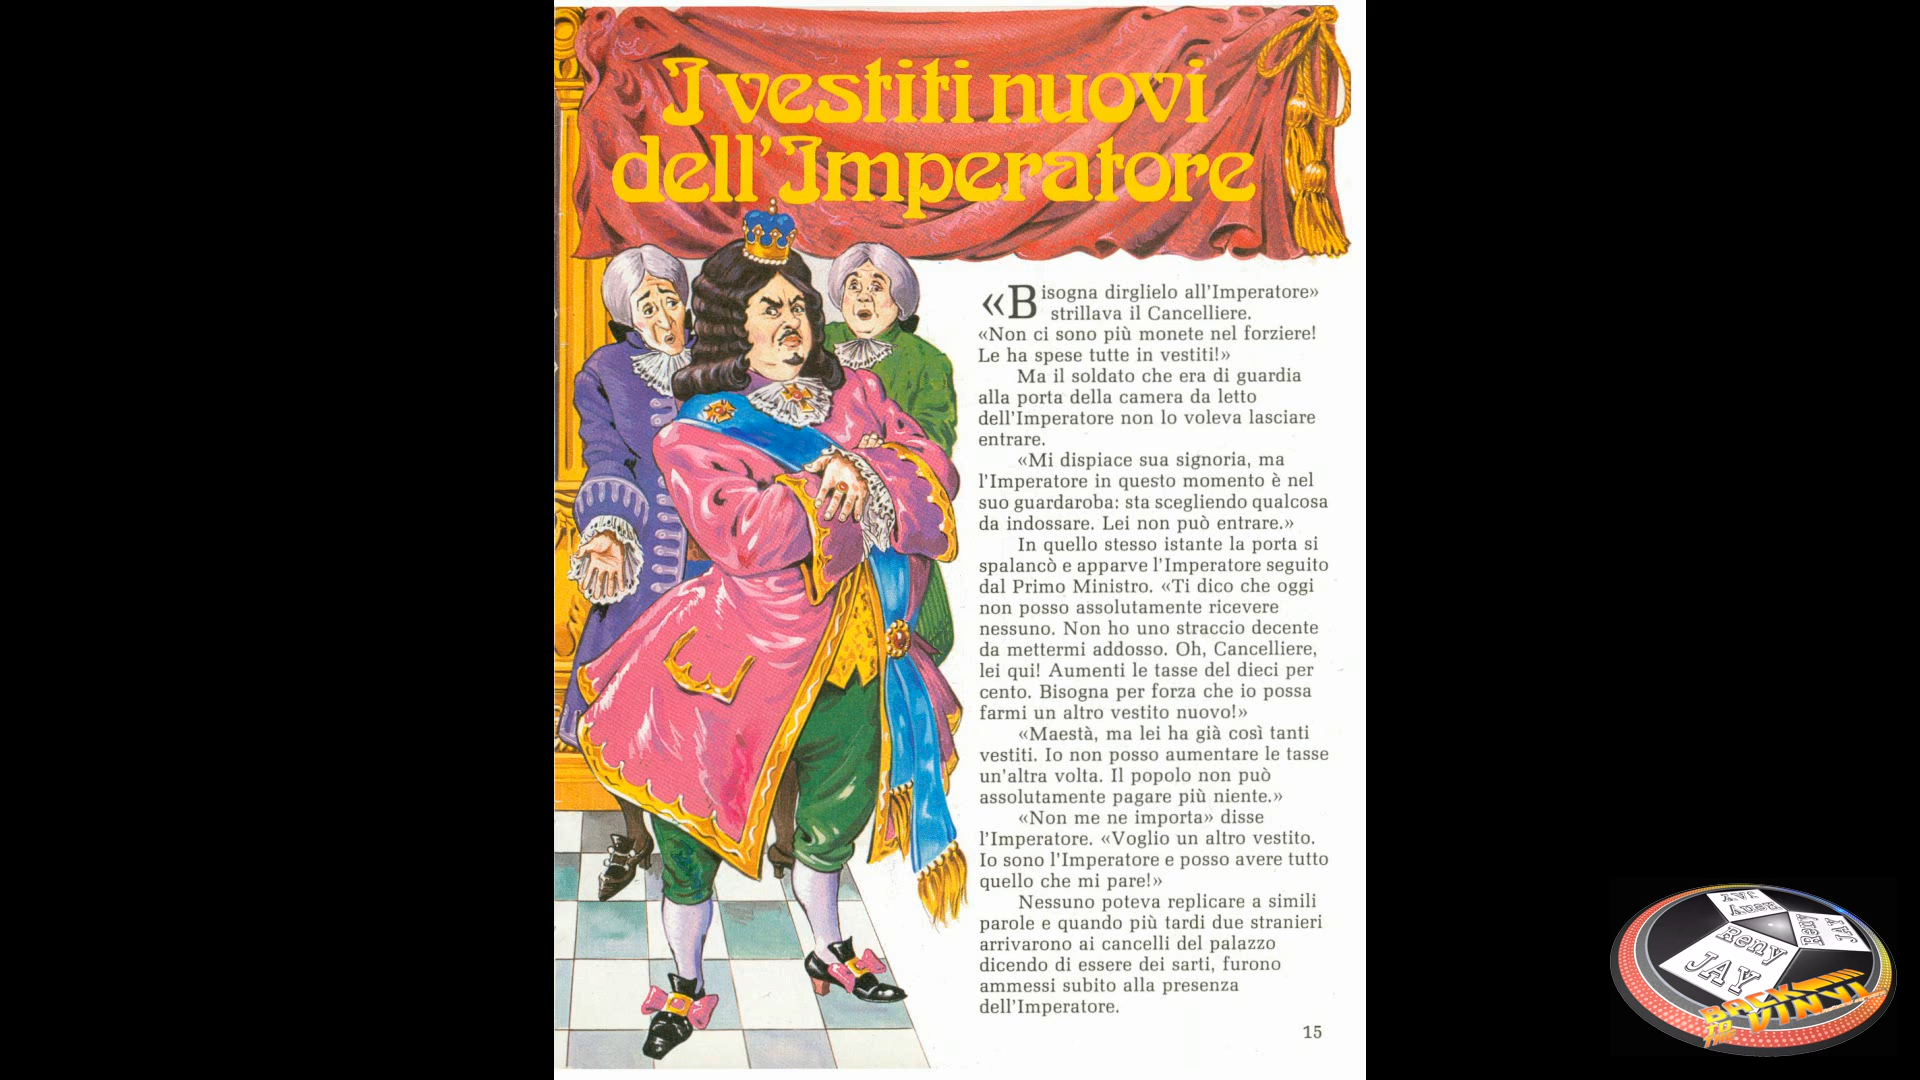 I vestiti nuovi
dell'Imperatore
«Bisogna dirglielo all'Imperatore»
strillava il Cancelliere.
«Non ci sono più monete nel forziere!
Le ha spese tutte in vestiti!»
Ma il soldato che era di guardia
alla porta della camera da letto
dell'Imperatore non lo voleva lasciare
entrare.
«Mi dispiace sua signoria, ma
l'Imperatore in questo momento è nel
suo guardaroba: sta scegliendo qualcosa
da indossare. Lei non può entrare.»
In quello stesso istante la porta si
spalancò e apparve l'Imperatore seguito
dal Primo Ministro. «Ti dico che oggi
non posso assolutamente ricevere
nessuno. Non ho uno straccio decente
da mettermi addosso. Oh, Cancelliere,
lei qui! Aumenti le tasse del dieci per
cento. Bisogna per forza che io possa
farmi un altro vestito nuovo!»
«Maestà, ma lei ha già così tanti
vestiti. Io non posso aumentare le tasse
un'altra volta. Il popolo non può
assolutamente pagare più niente.»
«Non me ne importa» disse
l'Imperatore. «Voglio un altro vestito.
Io sono l'Imperatore e posso avere tutto
quello che mi pare!»
Nessuno poteva replicare a simili
parole e quando più tardi due stranieri
arrivarono ai cancelli del palazzo
dicendo di essere dei sarti, furono
ammessi subito alla presenza
dell'Imperatore.
15
Reny
JAY
Reny
JAY
Reny
JAY
BACK
TO THE
VINYL